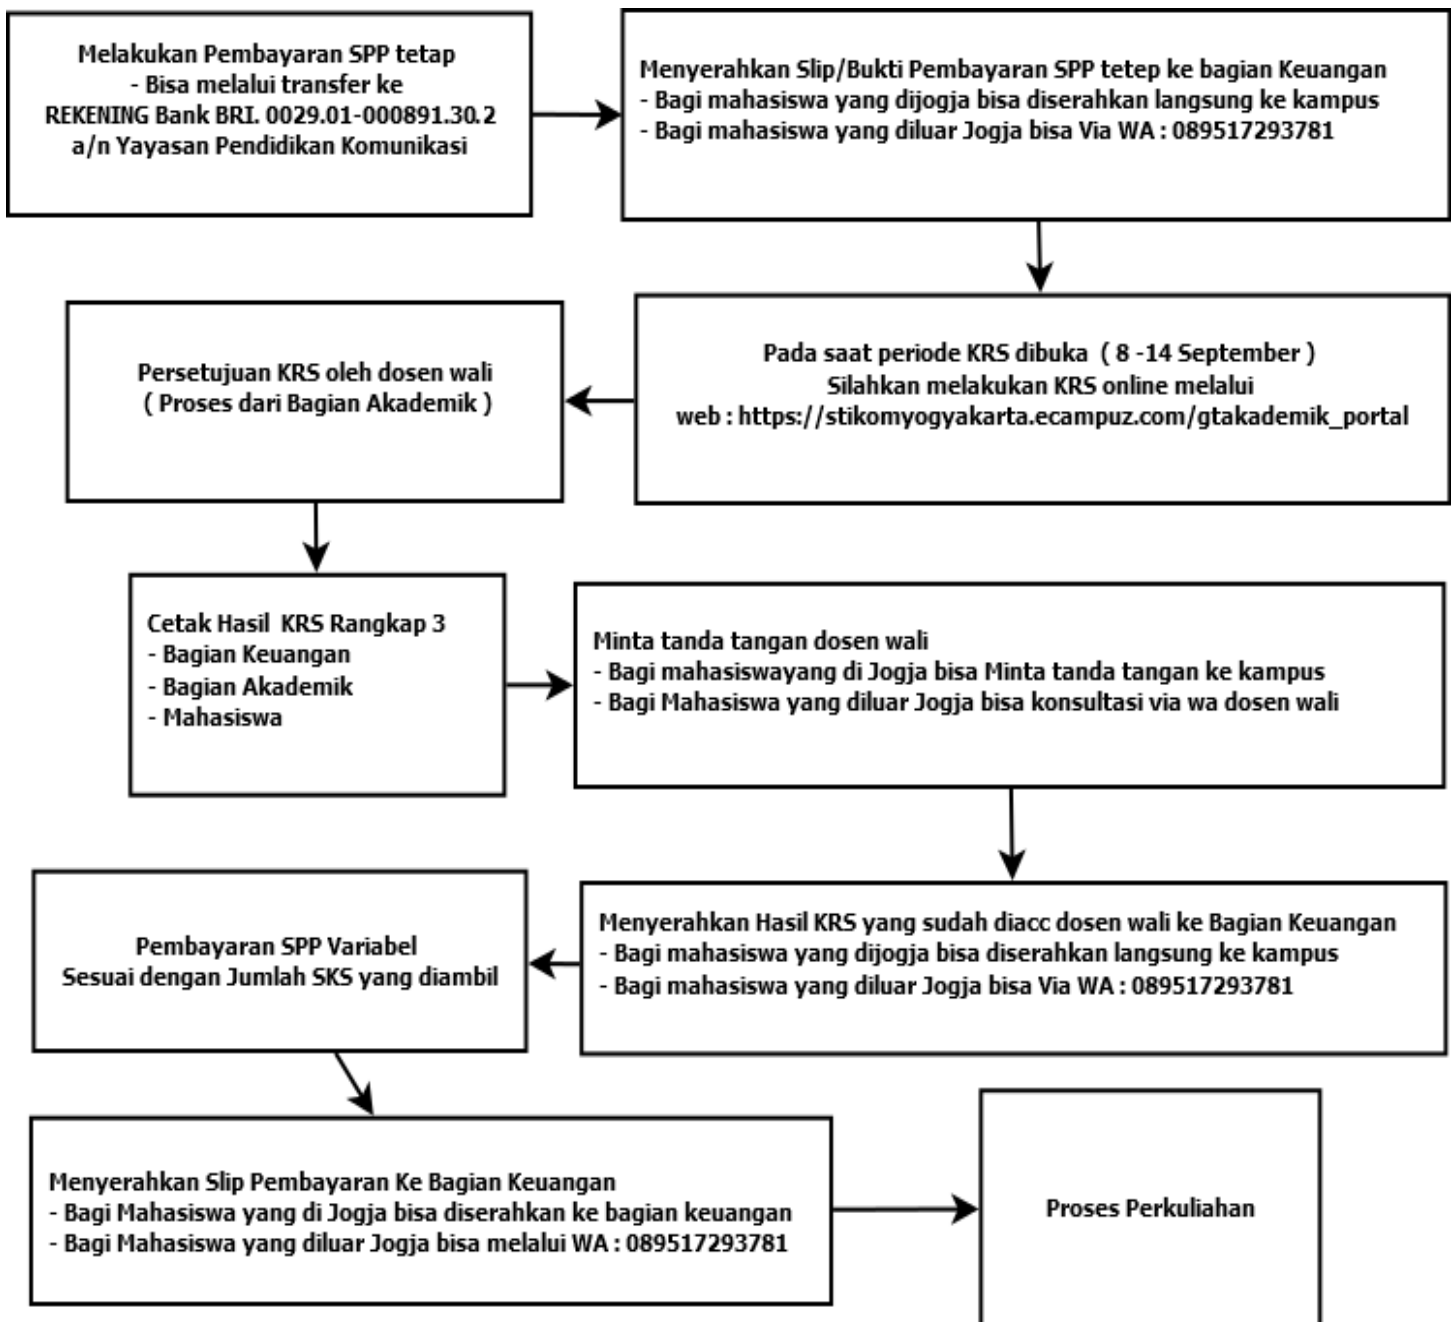 Melakukan Pembayaran SPP tetap
- Bisa melalui transfer ke
REKENING Bank BRI. 0029.01-000891.30.2
a/n Yayasan Pendidikan Komunikasi
Menyerahkan Slip/Bukti Pembayaran SPP tetep ke bagian Keuangan
- Bagi mahasiswa yang dijogja bisa diserahkan langsung ke kampus
- Bagi mahasiswa yang diluar Jogja bisa Via WA : 089517293781
Pada saat periode KRS dibuka ( 8 -14 September )
Silahkan melakukan KRS online melalui
web : https://stikomyogyakarta.ecampuz.com/gtakademik_portal
Persetujuan KRS oleh dosen wali
( Proses dari Bagian Akademik )
Cetak Hasil KRS Rangkap 3
- Bagian Keuangan
- Bagian Akademik
- Mahasiswa
Minta tanda tangan dosen wali
- Bagi mahasiswayang di Jogja bisa Minta tanda tangan ke kampus
- Bagi Mahasiswa yang diluar Jogja bisa konsultasi via wa dosen wali
Menyerahkan Hasil KRS yang sudah diacc dosen wali ke Bagian Keuangan
- Bagi mahasiswa yang dijogja bisa diserahkan langsung ke kampus
- Bagi mahasiswa yang diluar Jogja bisa Via WA : 089517293781
Pembayaran SPP Variabel
Sesuai dengan Jumlah SKS yang diambil
Menyerahkan Slip Pembayaran Ke Bagian Keuangan
- Bagi Mahasiswa yang di Jogja bisa diserahkan ke bagian keuangan
- Bagi Mahasiswa yang diluar Jogja bisa melalui WA : 089517293781
Proses Perkuliahan